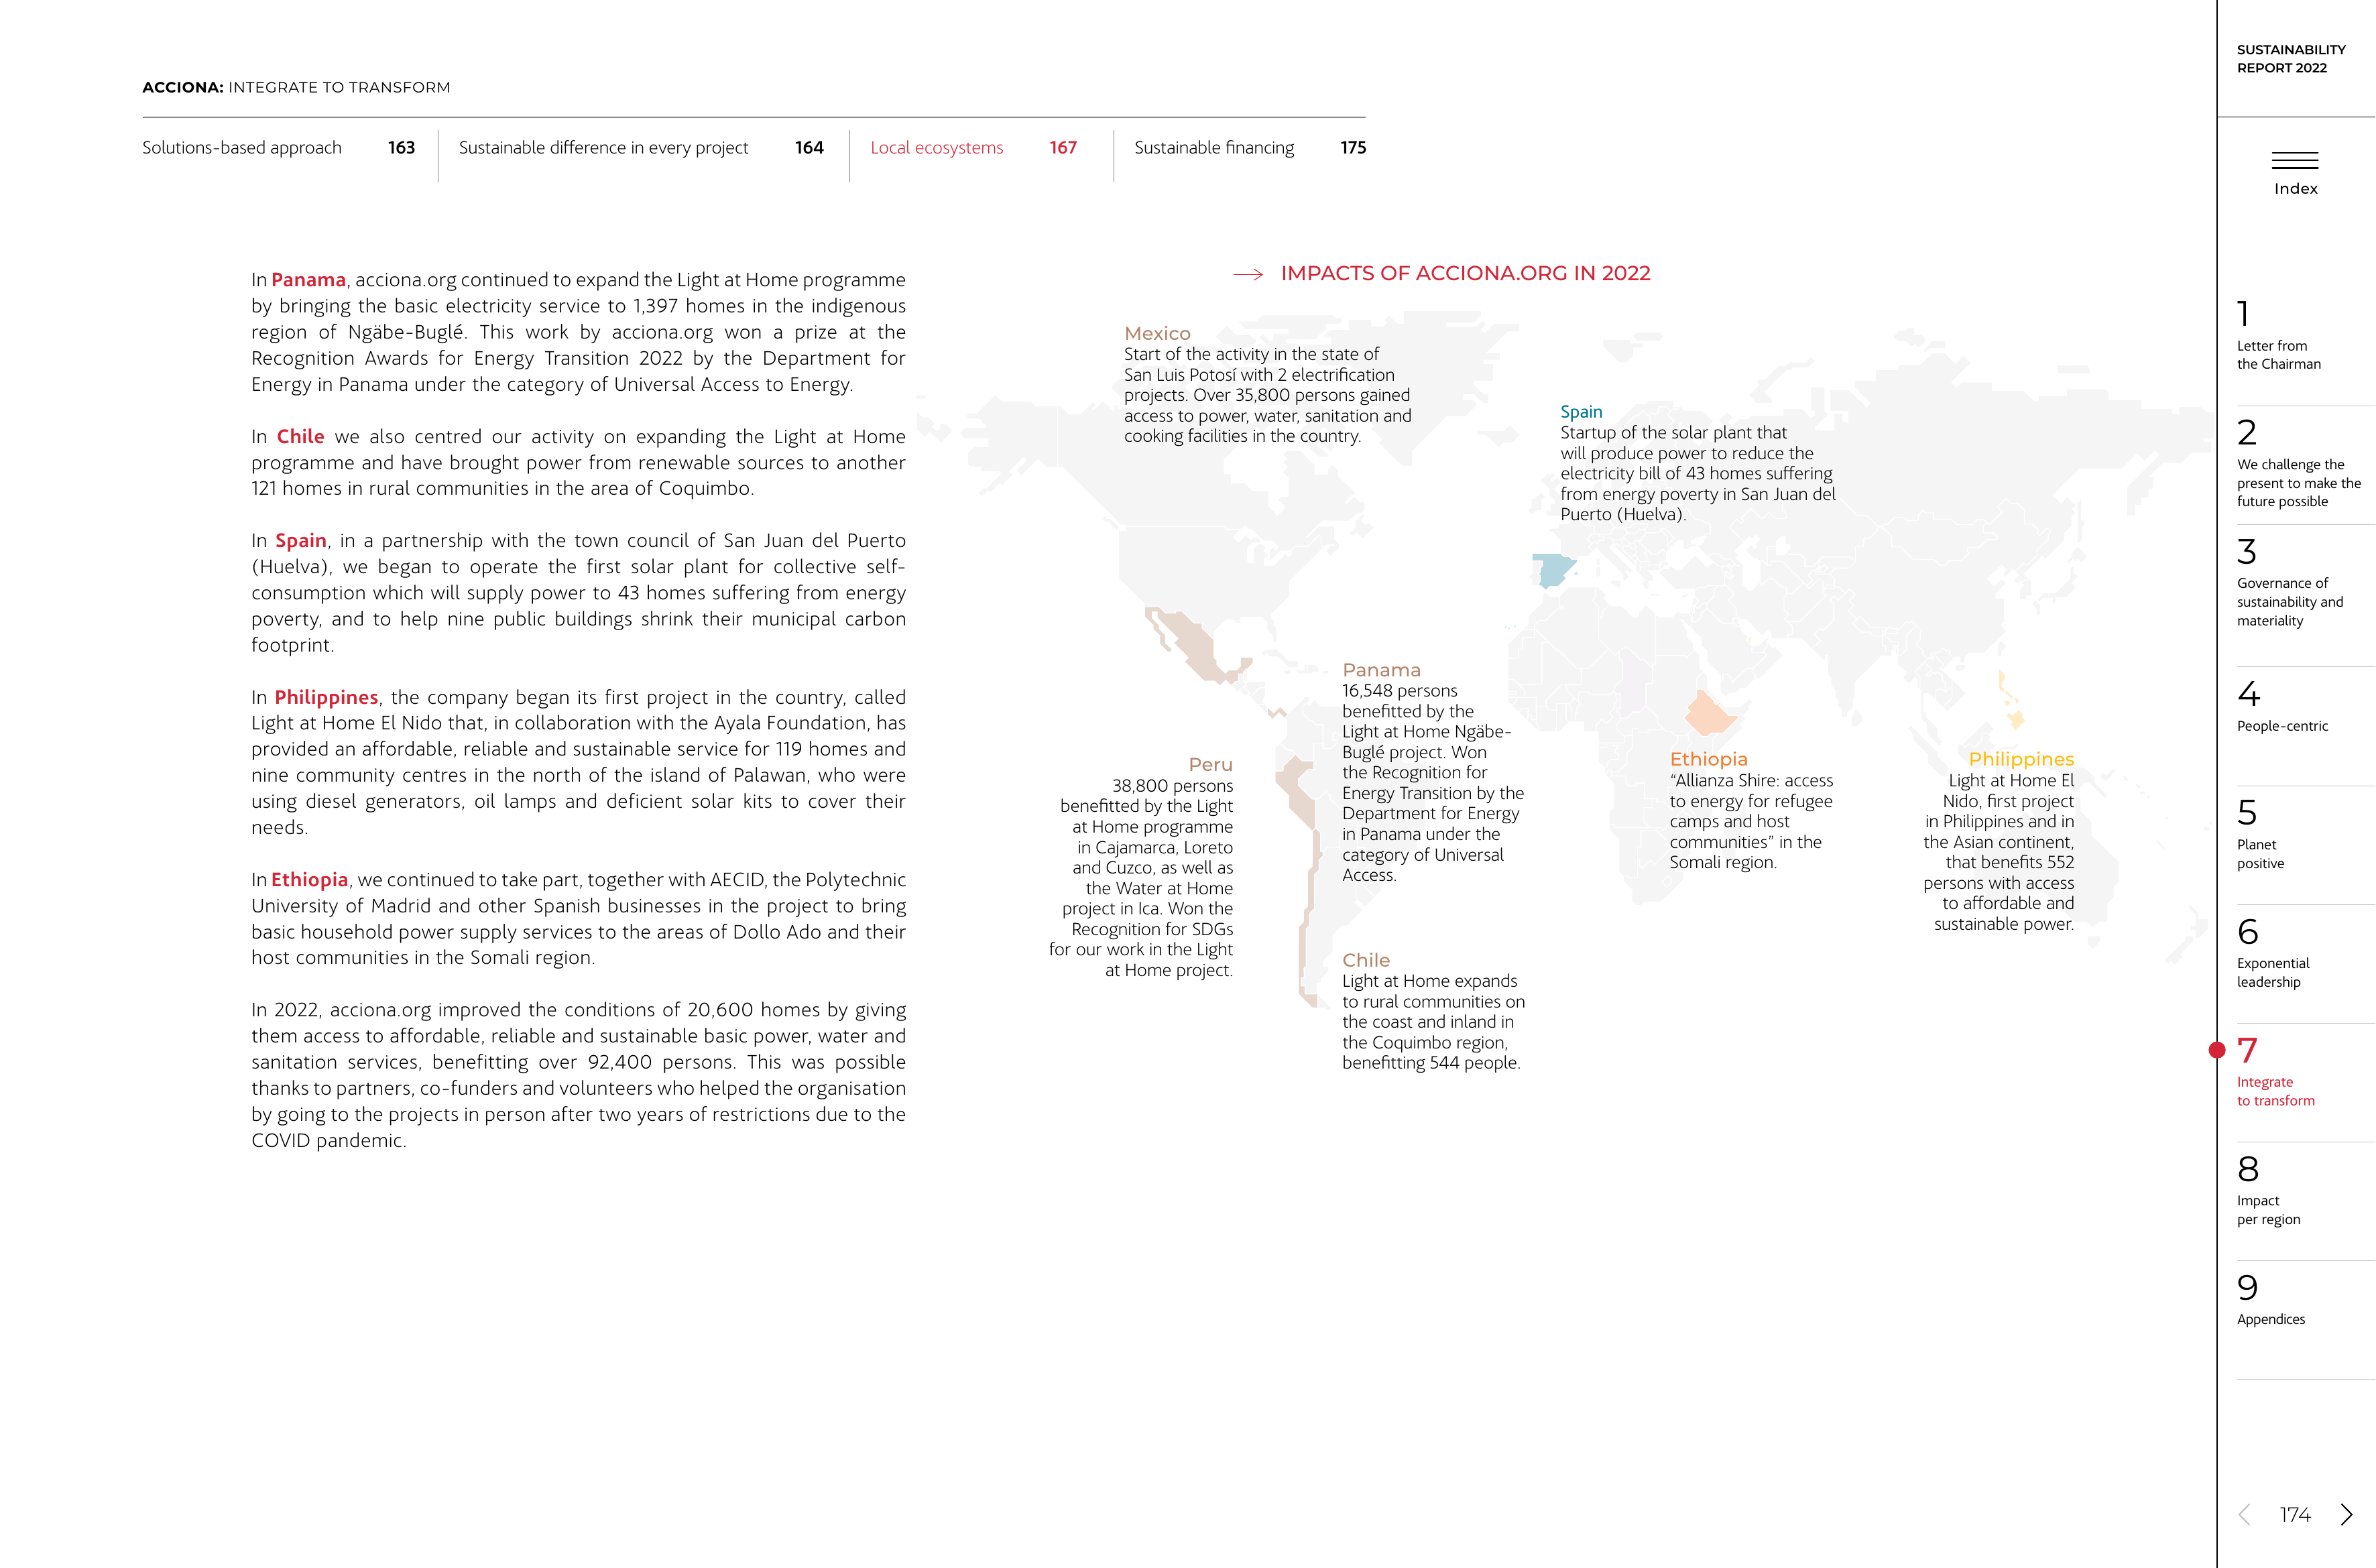 ACCIONA: INTEGRATE TO TRANSFORM
Solutions-based approach 163
Sustainable difference in every project 164
Local ecosystems 167
Sustainable financing 175
In Panama, acciona.org continued to expand the Light at Home programme
by bringing the basic electricity service to 1,397 homes in the indigenous
region of Ngäbe-Buglé. This work by acciona.org won a prize at the
Recognition Awards for Energy Transition 2022 by the Department for
Energy in Panama under the category of Universal Access to Energy.
In Chile we also centred our activity on expanding the Light at Home
programme and have brought power from renewable sources to another
121 homes in rural communities in the area of Coquimbo.
In Spain, in a partnership with the town council of San Juan del Puerto
(Huelva), we began to operate the first solar plant for collective self-
consumption which will supply power to 43 homes suffering from energy
poverty, and to help nine public buildings shrink their municipal carbon
footprint.
In Philippines, the company began its first project in the country, called
Light at Home El Nido that, in collaboration with the Ayala Foundation, has
provided an affordable, reliable and sustainable service for 119 homes and
nine community centres in the north of the island of Palawan, who were
using diesel generators, oil lamps and deficient solar kits to cover their
needs.
In Ethiopia, we continued to take part, together with AECID, the Polytechnic
University of Madrid and other Spanish businesses in the project to bring
basic household power supply services to the areas of Dollo Ado and their
host communities in the Somali region.
In 2022, acciona.org improved the conditions of 20,600 homes by giving
them access to affordable, reliable and sustainable basic power, water and
sanitation services, benefitting over 92,400 persons. This was possible
thanks to partners, co-funders and volunteers who helped the organisation
by going to the projects in person after two years of restrictions due to the
COVID pandemic.
IMPACTS OF ACCIONA.ORG IN 2022
Mexico
Start of the activity in the state of
San Luis Potosí with 2 electrification
projects. Over 35,800 persons gained
access to power, water, sanitation and
cooking facilities in the country.
Spain
Startup of the solar plant that
will produce power to reduce the
electricity bill of 43 homes suffering
from energy poverty in San Juan del
Puerto (Huelva).
Panama
16,548 persons
benefitted by the
Light at Home Ngäbe-
Buglé project. Won
the Recognition for
Energy Transition by the
Department for Energy
in Panama under the
category of Universal
Access.
Peru
38,800 persons
benefitted by the Light
at Home programme
in Cajamarca, Loreto
and Cuzco, as well as
the Water at Home
project in Ica. Won the
Recognition for SDGs
for our work in the Light
at Home project.
Ethiopia
“Allianza Shire: access
to energy for refugee
camps and host
communities” in the
Somali region.
Philippines
Light at Home El
Nido, first project
in Philippines and in
the Asian continent,
that benefits 552
persons with access
to affordable and
sustainable power.
Chile
Light at Home expands
to rural communities on
the coast and inland in
the Coquimbo region,
benefitting 544 people.
SUSTAINABILITY
REPORT 2022
Index
1
Letter from
the Chairman
2
We challenge the
present to make the
future possible
3
Governance of
sustainability and
materiality
4
People-centric
5
Planet
positive
6
Exponential
leadership
7
Integrate
to transform
8
Impact
per region
9
Appendices
174